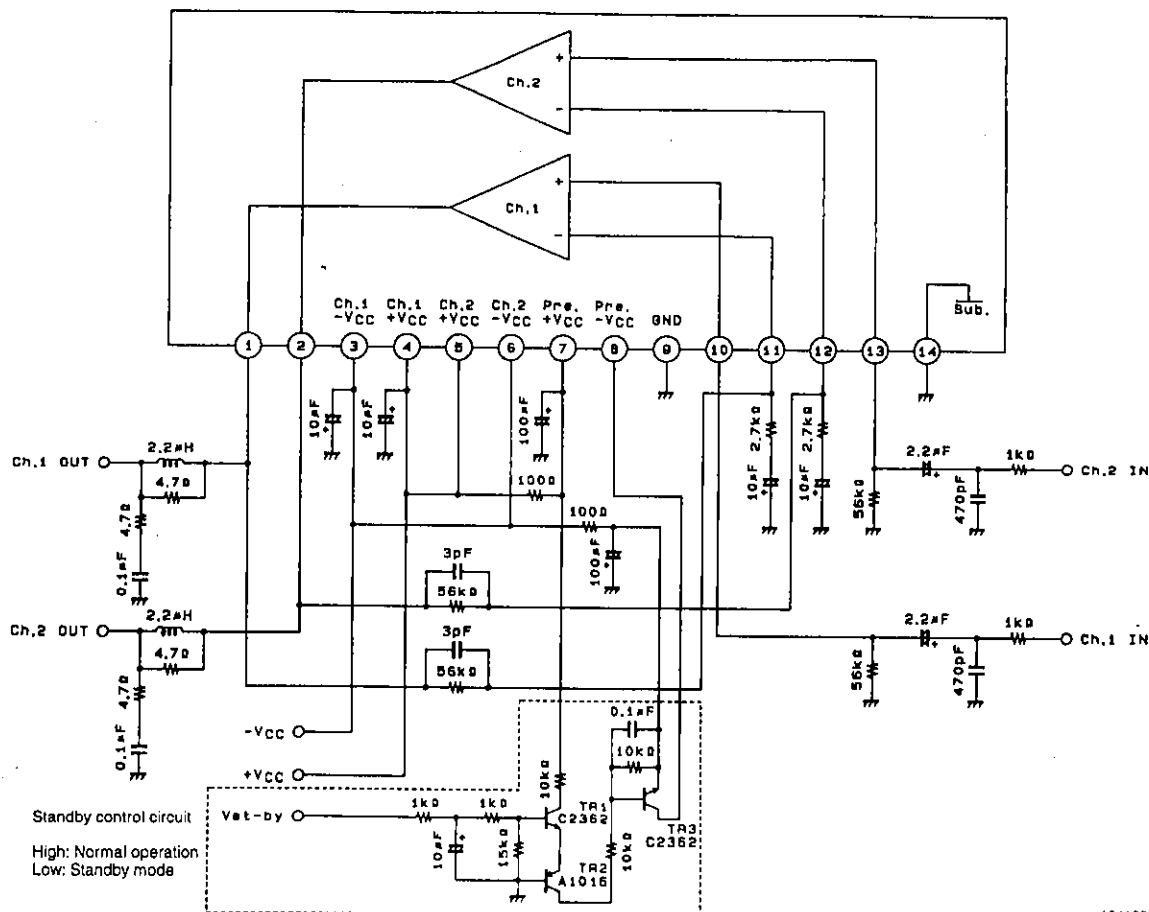 Ch.2
+
−
Ch.1
+
−
Sub.
Ch.1 −VCC
Ch.1 +VCC
Ch.2 +VCC
Ch.2 −VCC
Pre. +VCC
Pre. −VCC
GND
1 2 3 4 5 6 7 8 9 10 11 12 13 14
10μF
+
10μF
+
100μF
+
2.7kΩ
2.7kΩ
10μF
+
10μF
+
2.2μF
+
1kΩ
Ch.2 IN
56kΩ
470pF
Ch.1 OUT
2.2μH
4.7Ω
4.7Ω
0.1μF
100Ω
100Ω
100μF
+
3pF
56kΩ
Ch.2 OUT
2.2μH
4.7Ω
4.7Ω
0.1μF
3pF
56kΩ
2.2μF
+
1kΩ
Ch.1 IN
56kΩ
470pF
−VCC
+VCC
0.1μF
10kΩ
10kΩ
Vst-by
1kΩ
1kΩ
TR1
C2362
TR3
C2362
10μF
+
15kΩ
TR2
A1016
10kΩ
Standby control circuit
High: Normal operation
Low: Standby mode